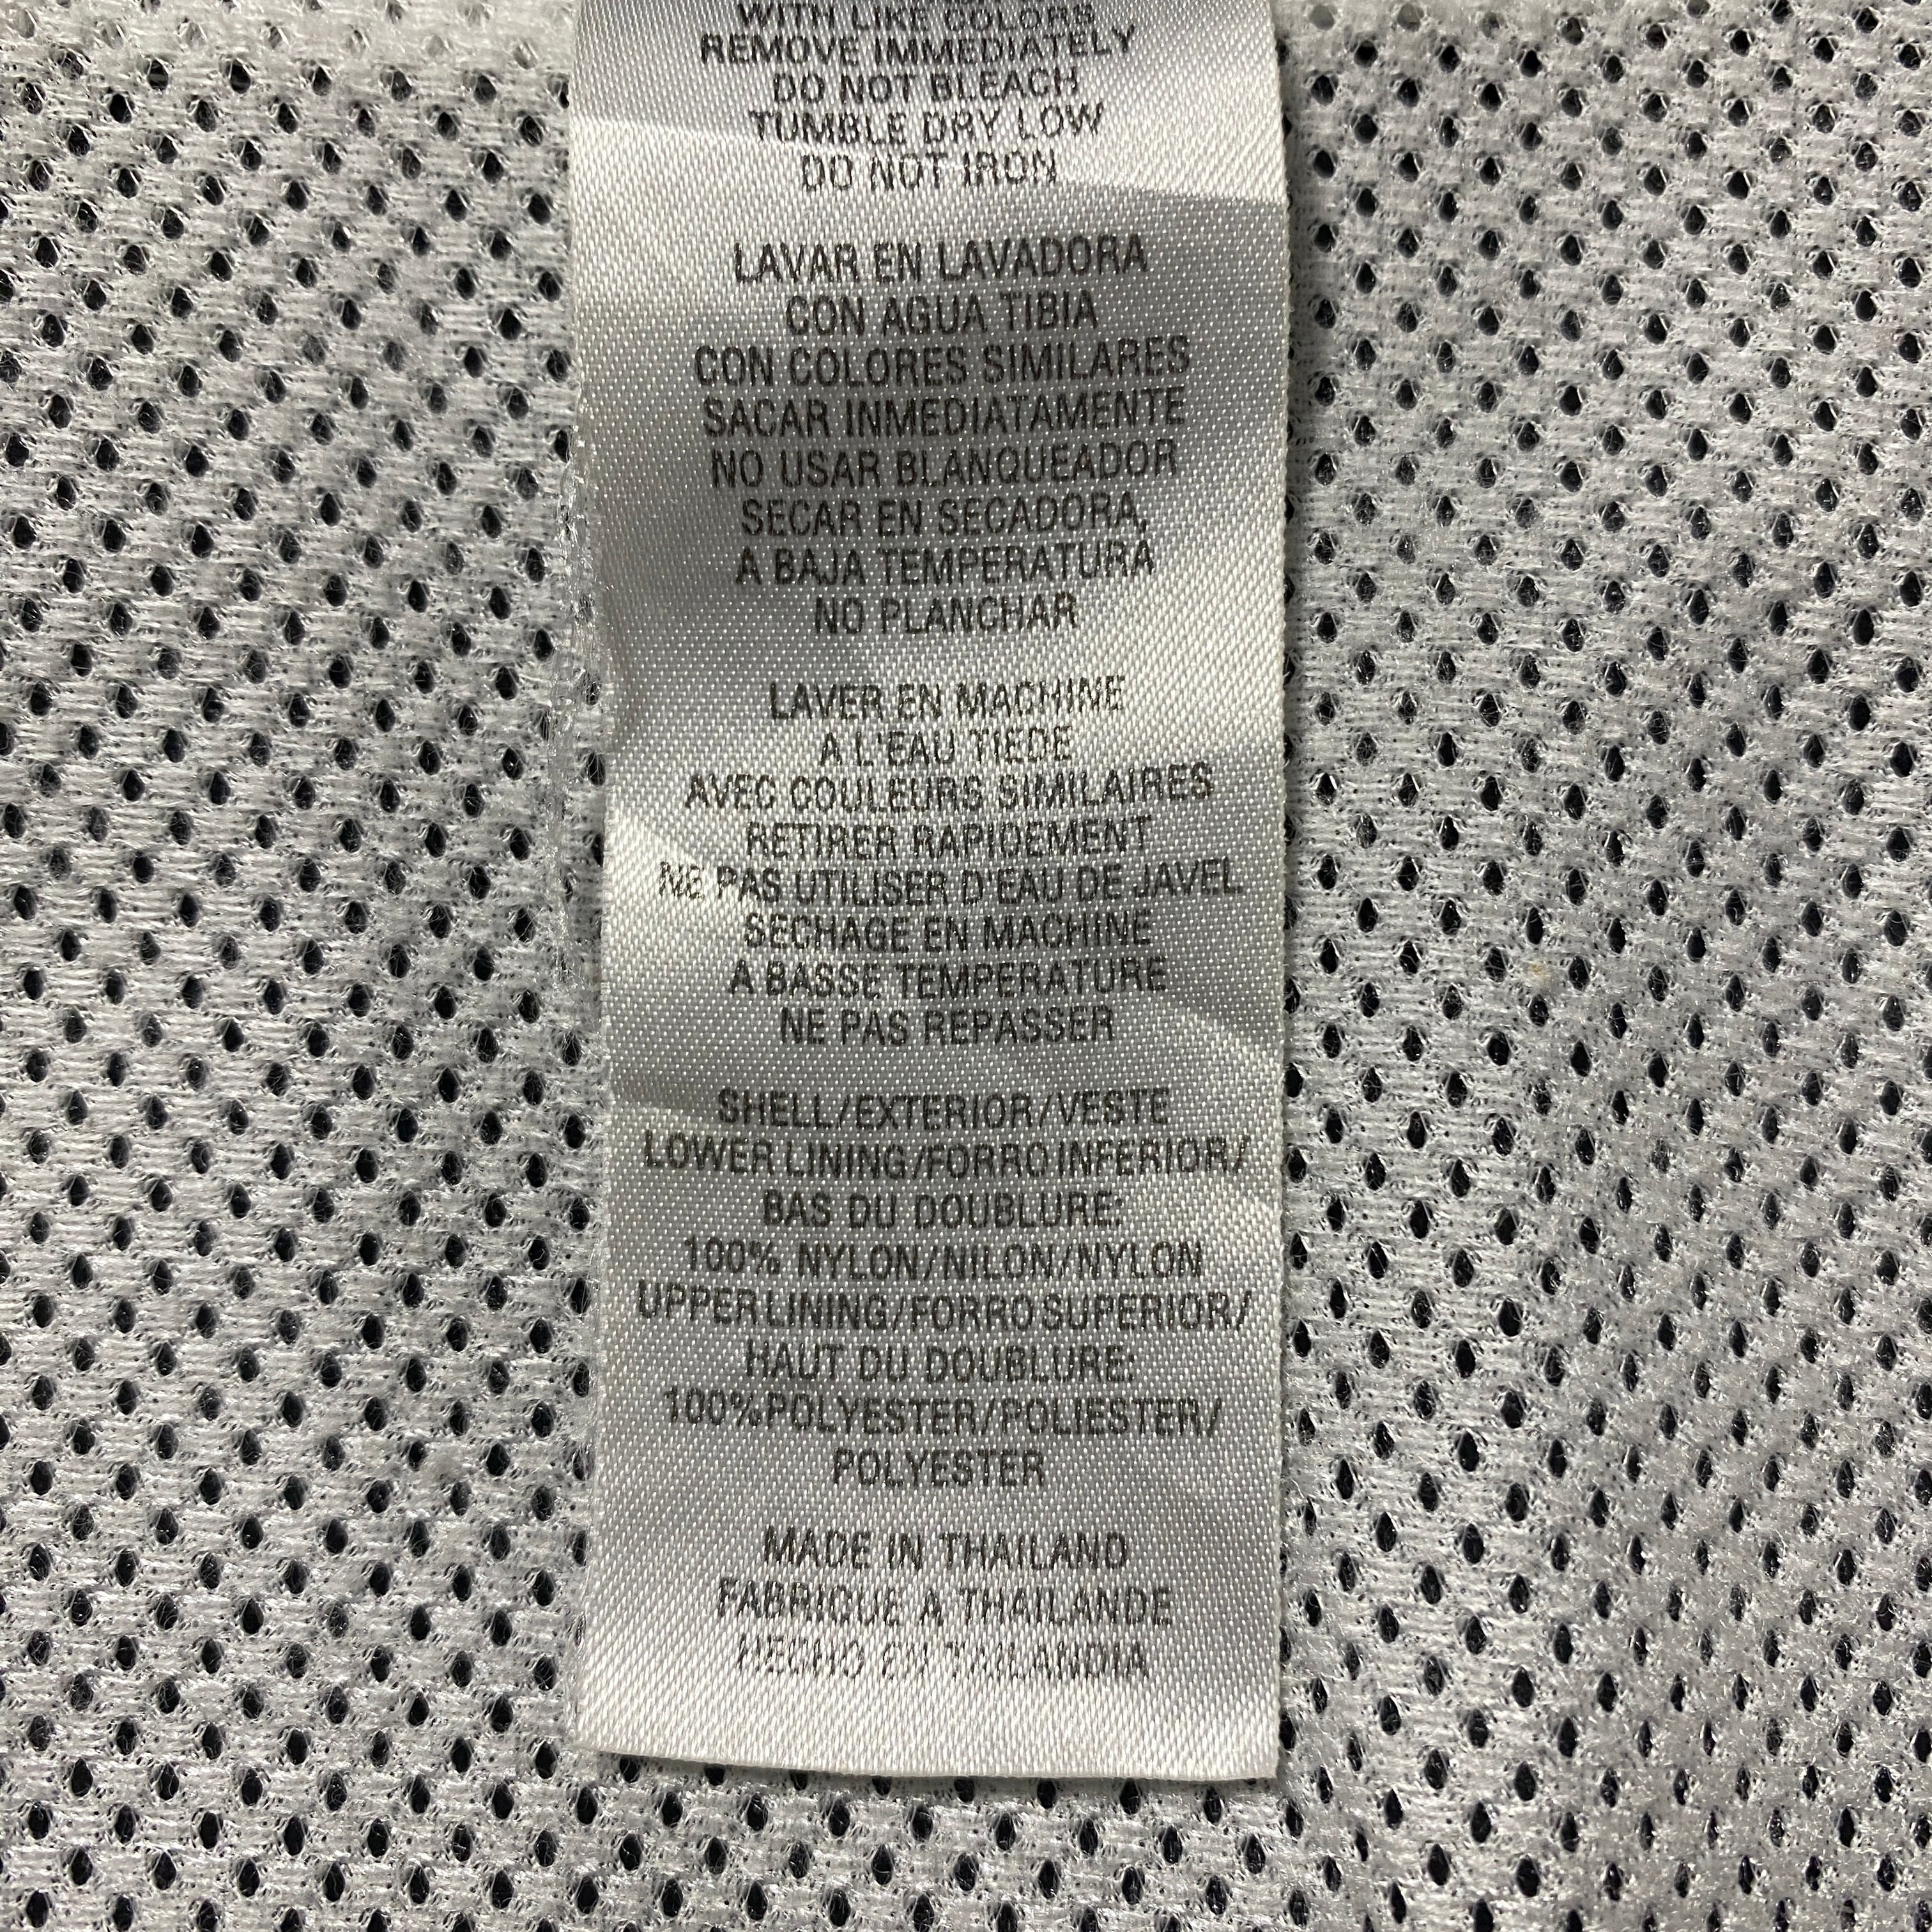 WITH LIKE COLORS
REMOVE IMMEDIATELY
DO NOT BLEACH
TUMBLE DRY LOW
DO NOT IRON
LAVAR EN LAVADORA
CON AGUA TIBIA
CON COLORES SIMILARES
SACAR INMEDIATAMENTE
NO USAR BLANQUEADOR
SECAR EN SECADORA
A BAJA TEMPERATURA
NO PLANCHAR
LAVER EN MACHINE
A L'EAU TIEDE
AVEC COULEURS SIMILAIRES
RETIRER RAPIDEMENT
NE PAS UTILISER D'EAU DE JAVEL
SECHAGE EN MACHINE
A BASSE TEMPERATURE
NE PAS REPASSER
SHELL/EXTERIOR/VESTE
LOWER LINING/FORRO INFERIOR/
BAS DU DOUBLURE:
100% NYLON/NILON/NYLON
UPPER LINING/FORRO SUPERIOR/
HAUT DU DOUBLURE:
100% POLYESTER/POLIESTER/
POLYESTER
MADE IN THAILAND
FABRIQUE A THAILANDE
HECHO EN